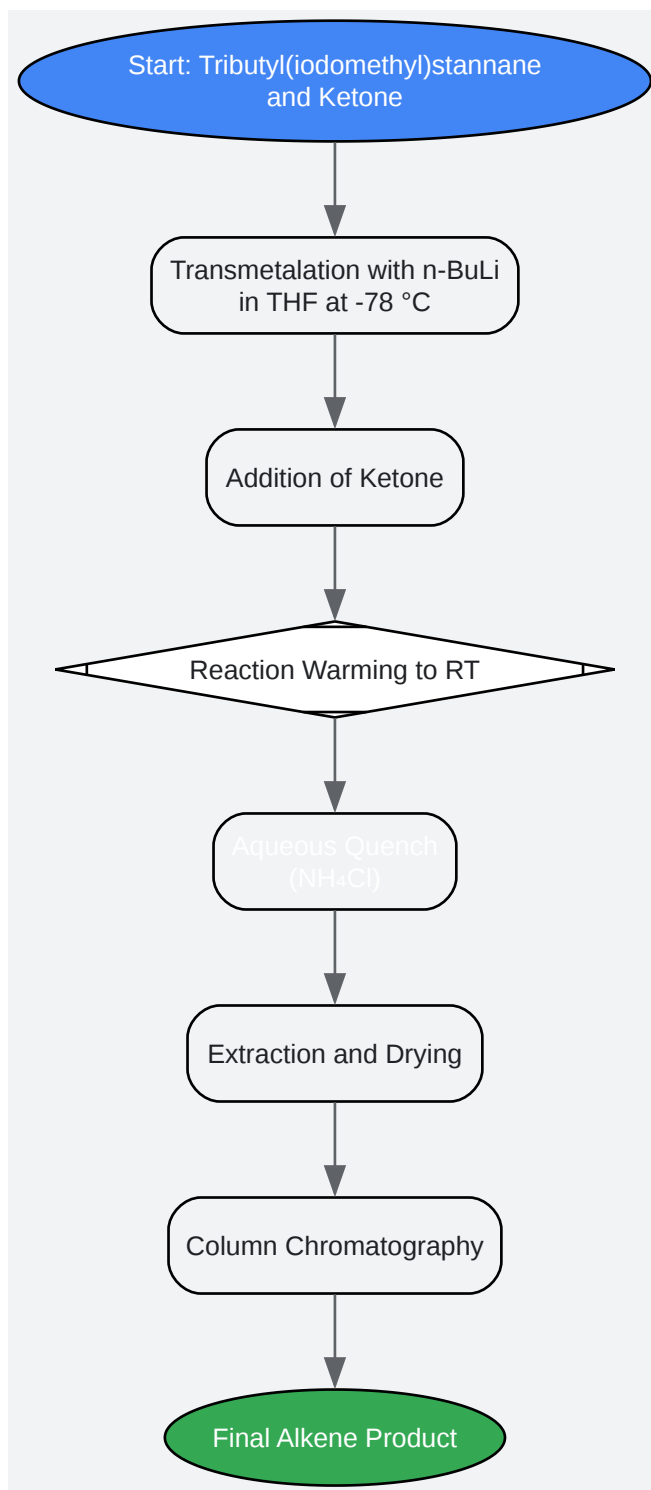 Start: Tributyl(iodomethyl)stannane
and Ketone
Transmetalation with n-BuLi
in THF at -78 °C
Addition of Ketone
Reaction Warming to RT
Aqueous Quench
(NH₄Cl)
Extraction and Drying
Column Chromatography
Final Alkene Product